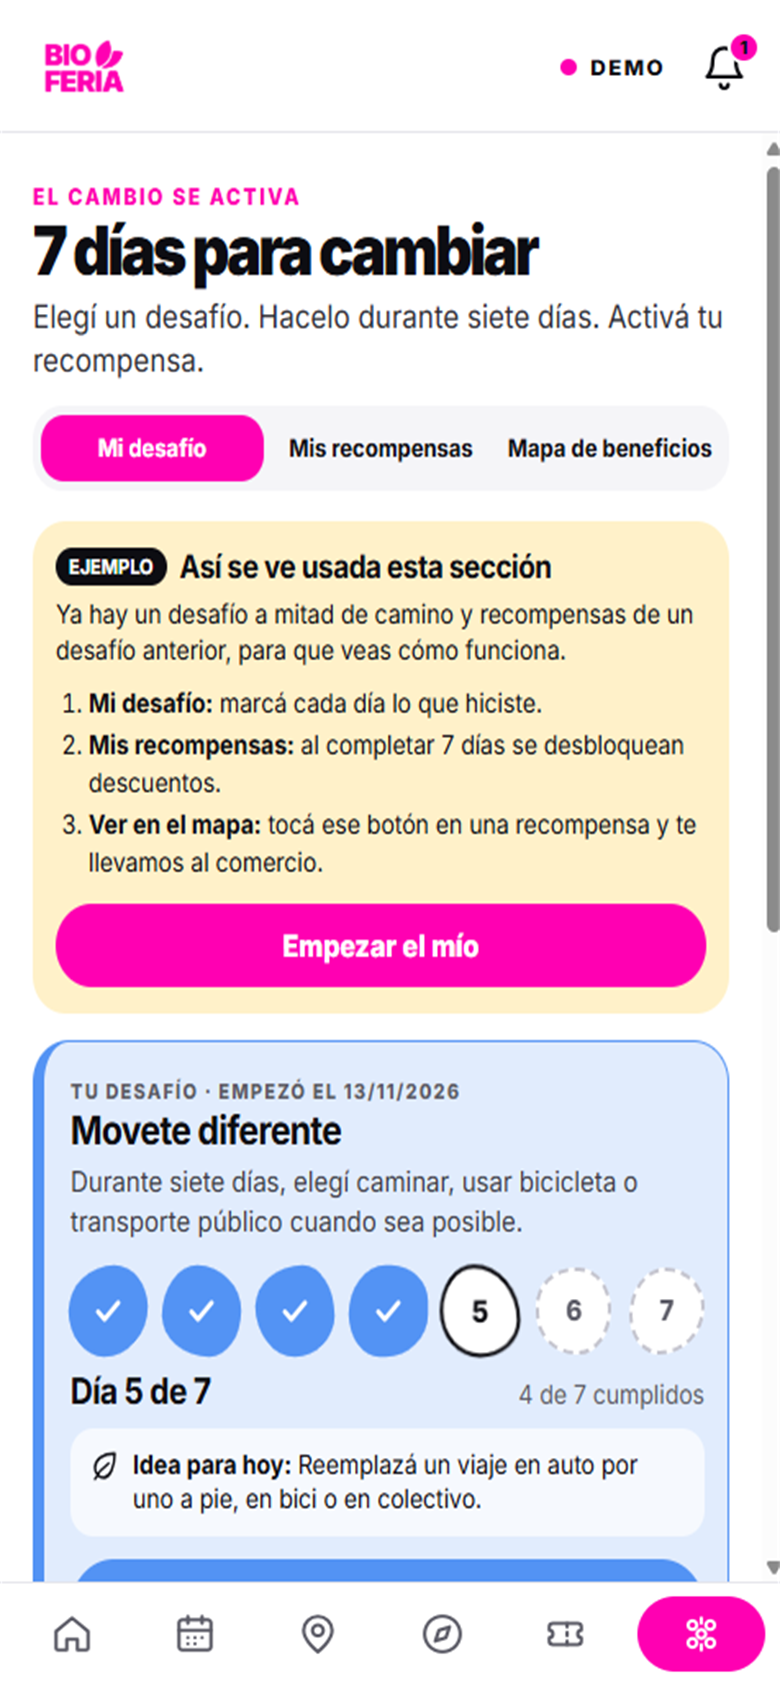 BIO
FERIA
DEMO
1
EL CAMBIO SE ACTIVA
7 días para cambiar
Elegí un desafío. Hacelo durante siete días. Activá tu
recompensa.
Mi desafío
Mis recompensas
Mapa de beneficios
EJEMPLO Así se ve usada esta sección
Ya hay un desafío a mitad de camino y recompensas de un
desafío anterior, para que veas cómo funciona.
1. Mi desafío: marcá cada día lo que hiciste.
2. Mis recompensas: al completar 7 días se desbloquean
descuentos.
3. Ver en el mapa: tocá ese botón en una recompensa y te
llevamos al comercio.
Empezar el mío
TU DESAFÍO · EMPEZÓ EL 13/11/2026
Movete diferente
Durante siete días, elegí caminar, usar bicicleta o
transporte público cuando sea posible.
5 6 7
Día 5 de 7
4 de 7 cumplidos
Idea para hoy: Reemplazá un viaje en auto por
uno a pie, en bici o en colectivo.